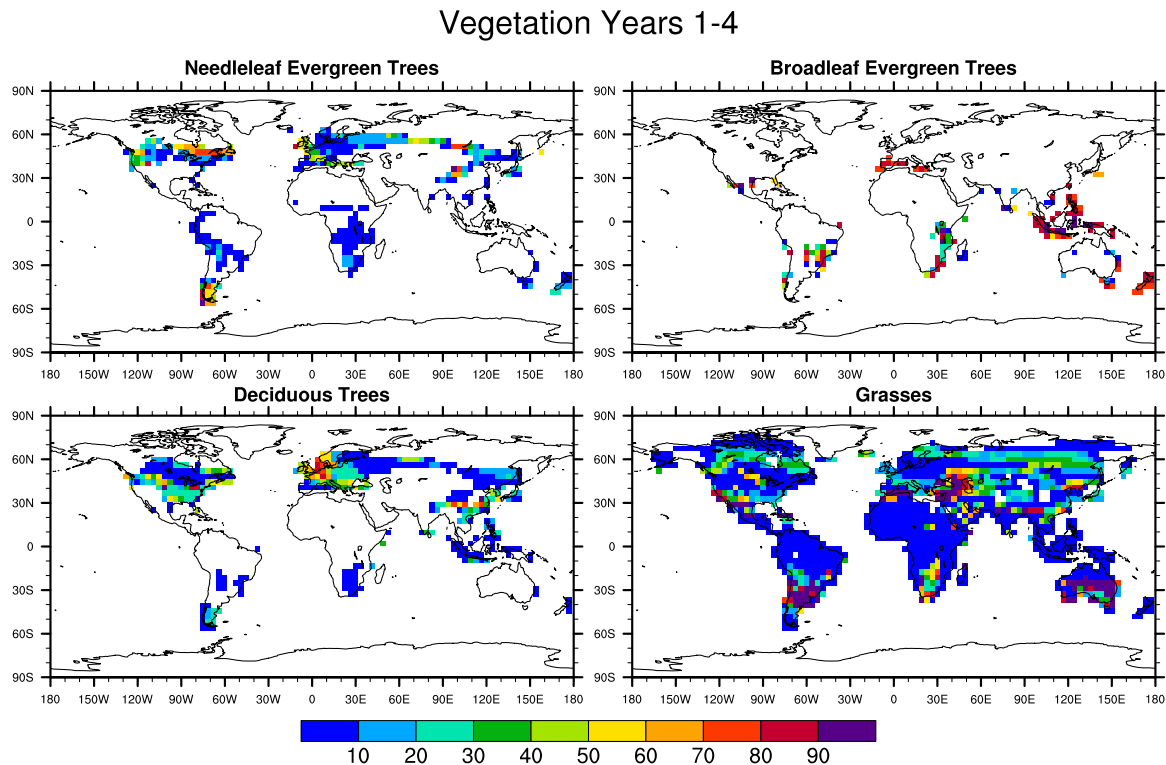 Vegetation Years 1-4
Needleleaf Evergreen Trees
90N
60N
30N
0
30S
60S
90S
180 150W 120W 90W 60W 30W 0 30E 60E 90E 120E 150E 180
Broadleaf Evergreen Trees
90N
60N
30N
0
30S
60S
90S
180 150W 120W 90W 60W 30W 0 30E 60E 90E 120E 150E 180
Deciduous Trees
90N
60N
30N
0
30S
60S
90S
180 150W 120W 90W 60W 30W 0 30E 60E 90E 120E 150E 180
Grasses
90N
60N
30N
0
30S
60S
90S
180 150W 120W 90W 60W 30W 0 30E 60E 90E 120E 150E 180
10 20 30 40 50 60 70 80 90